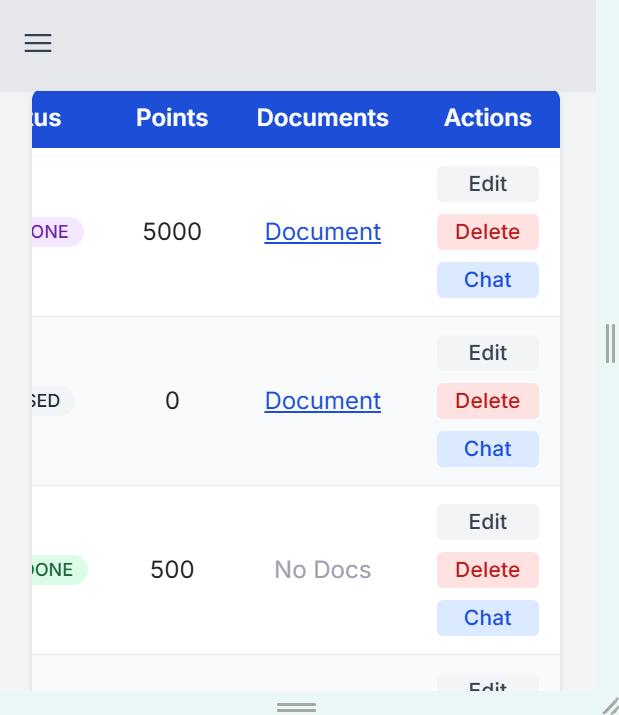 tus Points Documents Actions
Edit
ONE 5000 Document Delete
Chat
Edit
SED 0 Document Delete
Chat
Edit
DONE 500 No Docs Delete
Chat
Edit